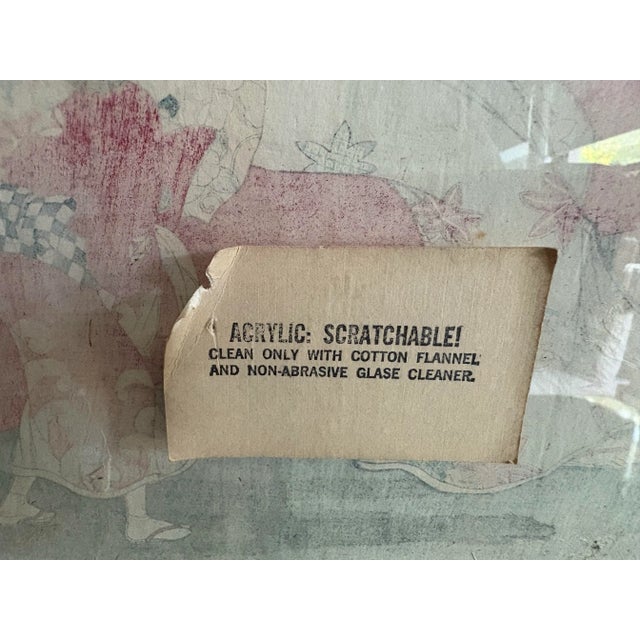 ACRYLIC: SCRATCHABLE!
CLEAN ONLY WITH COTTON FLANNEL
AND NON-ABRASIVE GLASE CLEANER.